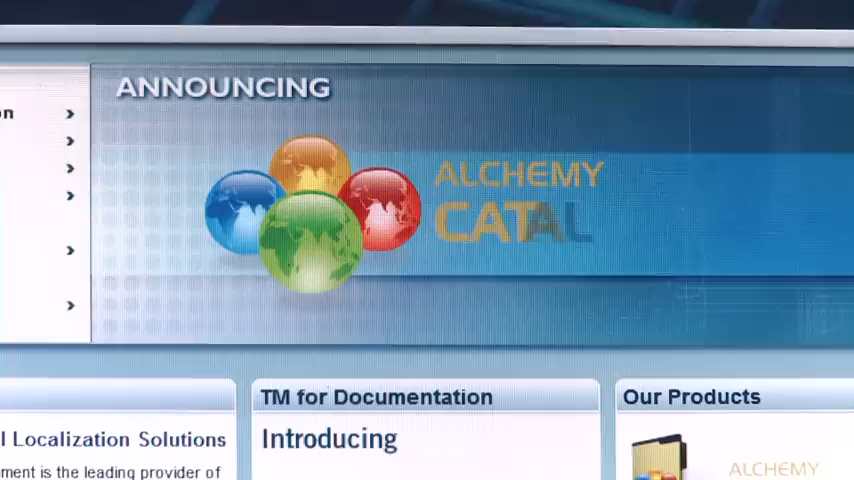 ANNOUNCING
on
ALCHEMY
CATAL
TM for Documentation
Our Products
l Localization Solutions
Introducing
ment is the leading provider of
ALCHEMY